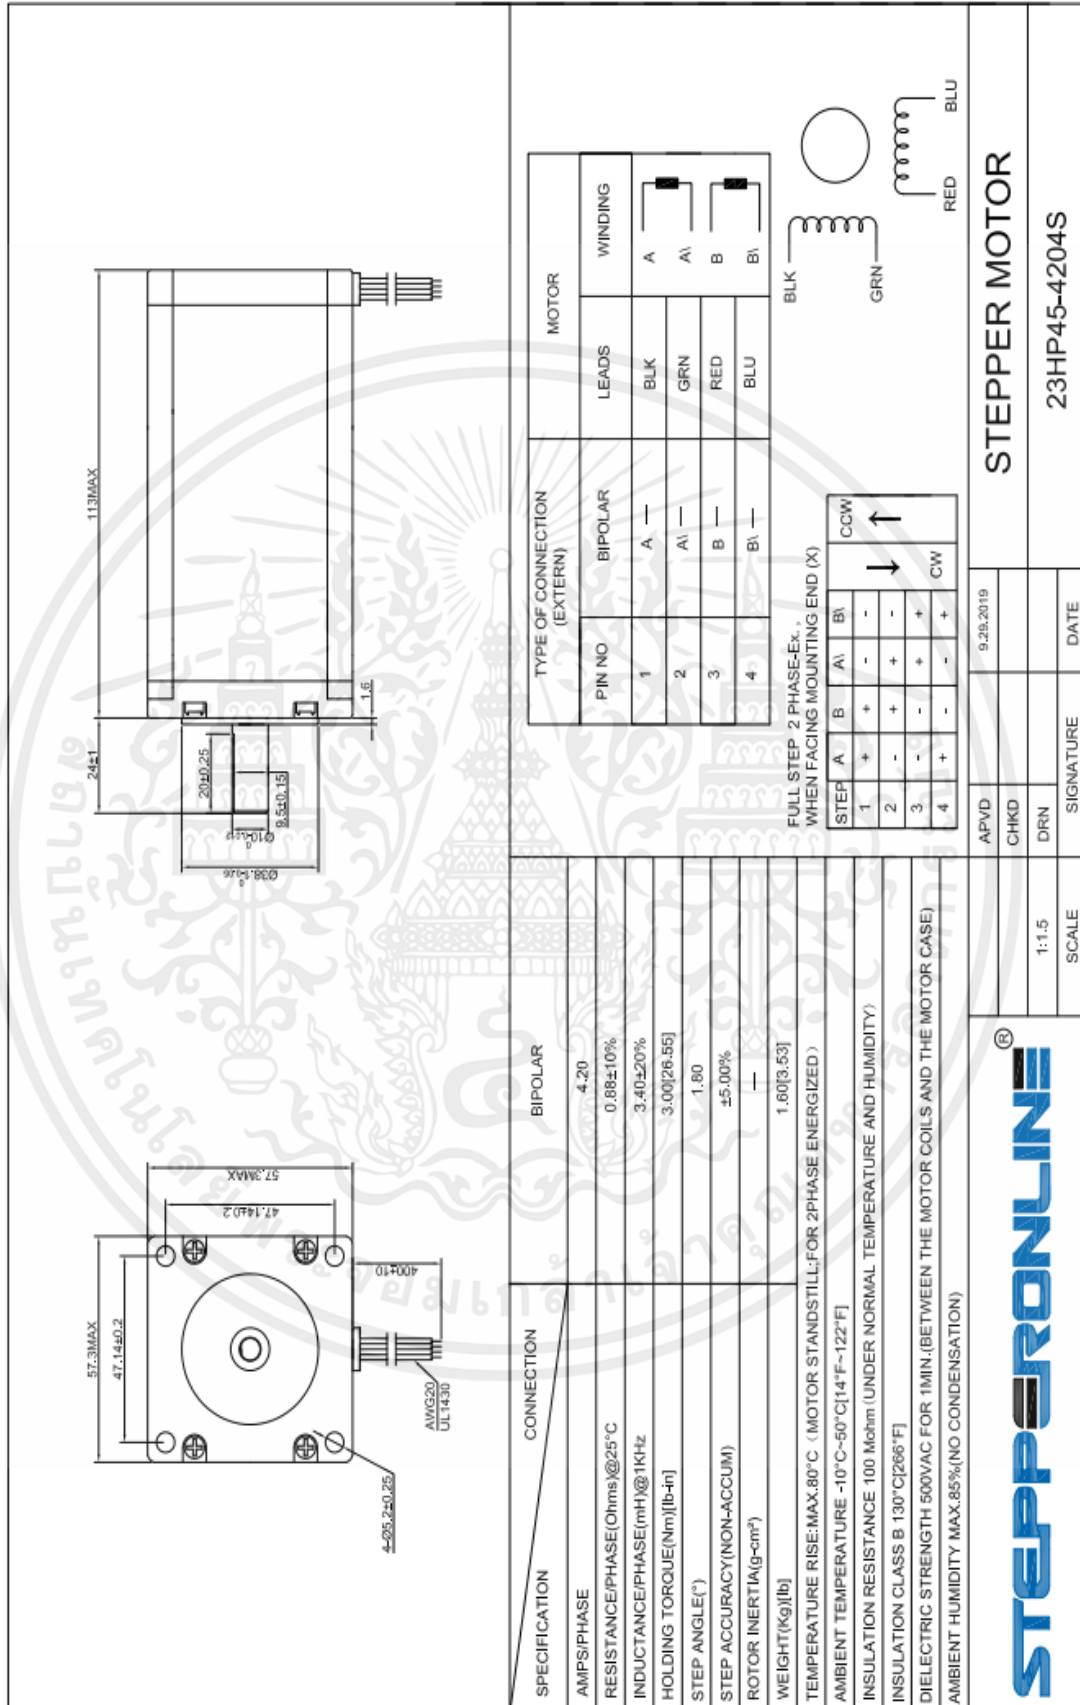 57.3MAX
47.14±0.2
57.3MAX
47.14±0.2
400±10
AWG20
UL1430
4-Ø5.2±0.25
113MAX
24±1
20±0.25
9.5±0.15
1.6
SPECIFICATION CONNECTION BIPOLAR
AMPS/PHASE 4.20
RESISTANCE/PHASE(Ohms)@25°C 0.88±10%
INDUCTANCE/PHASE(mH)@1KHz 3.40±20%
HOLDING TORQUE(Nm)[lb-in] 3.00[26.55]
STEP ANGLE(°) 1.80
STEP ACCURACY(NON-ACCUM) ±5.00%
ROTOR INERTIA(g-cm²) —
WEIGHT(Kg)[lb] 1.60[3.53]
TEMPERATURE RISE:MAX.80°C (MOTOR STANDSTILL;FOR 2PHASE ENERGIZED)
AMBIENT TEMPERATURE -10°C~50°C[14°F~122°F]
INSULATION RESISTANCE 100 Mohm (UNDER NORMAL TEMPERATURE AND HUMIDITY)
INSULATION CLASS B 130°C[266°F]
DIELECTRIC STRENGTH 500VAC FOR 1MIN.(BETWEEN THE MOTOR COILS AND THE MOTOR CASE)
AMBIENT HUMIDITY MAX.85%(NO CONDENSATION)
TYPE OF CONNECTION
(EXTERN) MOTOR
PIN NO BIPOLAR LEADS WINDING
1 A — BLK A
2 A\ — GRN A\
3 B — RED B
4 B\ — BLU B\
FULL STEP 2 PHASE-Ex.,
WHEN FACING MOUNTING END (X)
STEP A B A\ B\ CCW
1 + + - -
2 - + + -
3 - - + +
4 + - - + CW
BLK
GRN
RED
BLU
STEPPERONLINE®
1:1.5
SCALE
APVD 9.29.2019
CHKD
DRN
SIGNATURE DATE
STEPPER MOTOR
23HP45-4204S